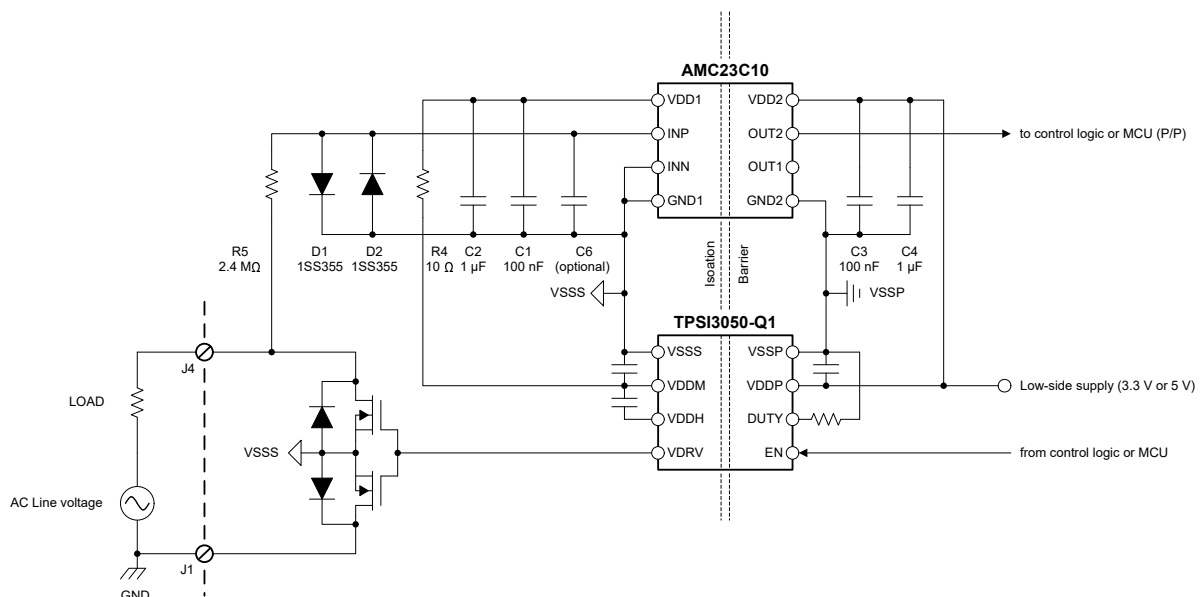 AMC23C10
VDD1
VDD2
INP
OUT2
to control logic or MCU (P/P)
INN
OUT1
GND1
GND2
R5
2.4 MΩ
D1
1SS355
D2
1SS355
R4
10 Ω
C2
1 µF
C1
100 nF
C6
(optional)
C3
100 nF
C4
1 µF
Isoation
Barrier
VSSS
VSSP
TPSI3050-Q1
VSSS
VSSP
J4
VDDM
VDDP
Low-side supply (3.3 V or 5 V)
LOAD
VDDH
DUTY
VSSS
VDRV
EN
from control logic or MCU
AC Line voltage
J1
GND